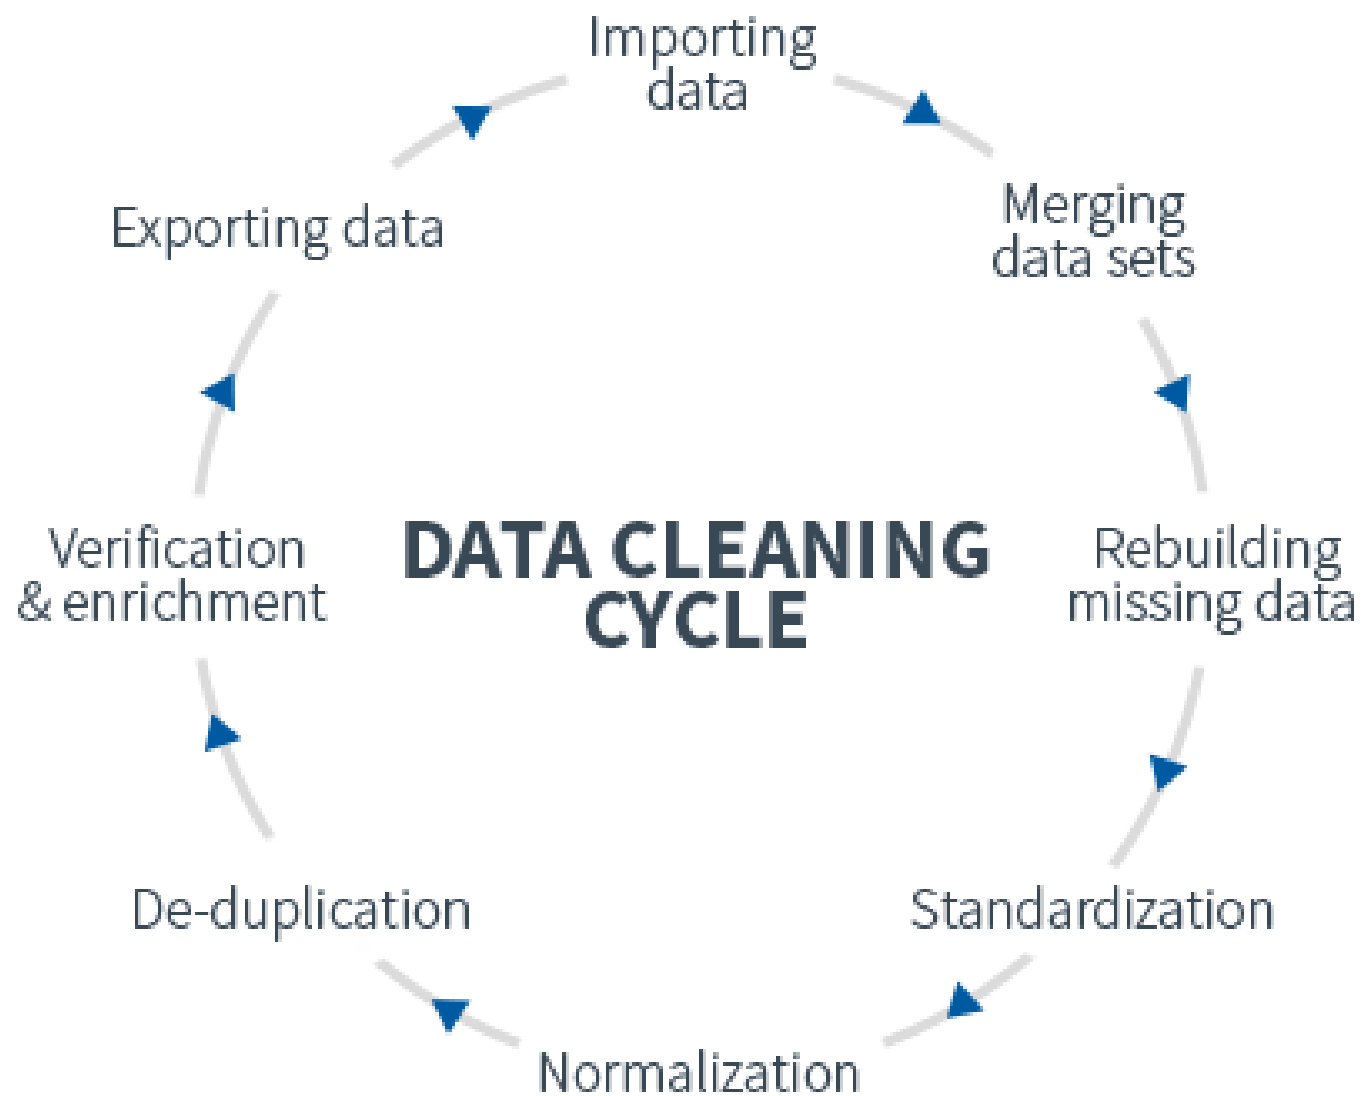 Importing
data
Merging
data sets
Rebuilding
missing data
Standardization
Normalization
De-duplication
Verification
& enrichment
Exporting data
DATA CLEANING
CYCLE